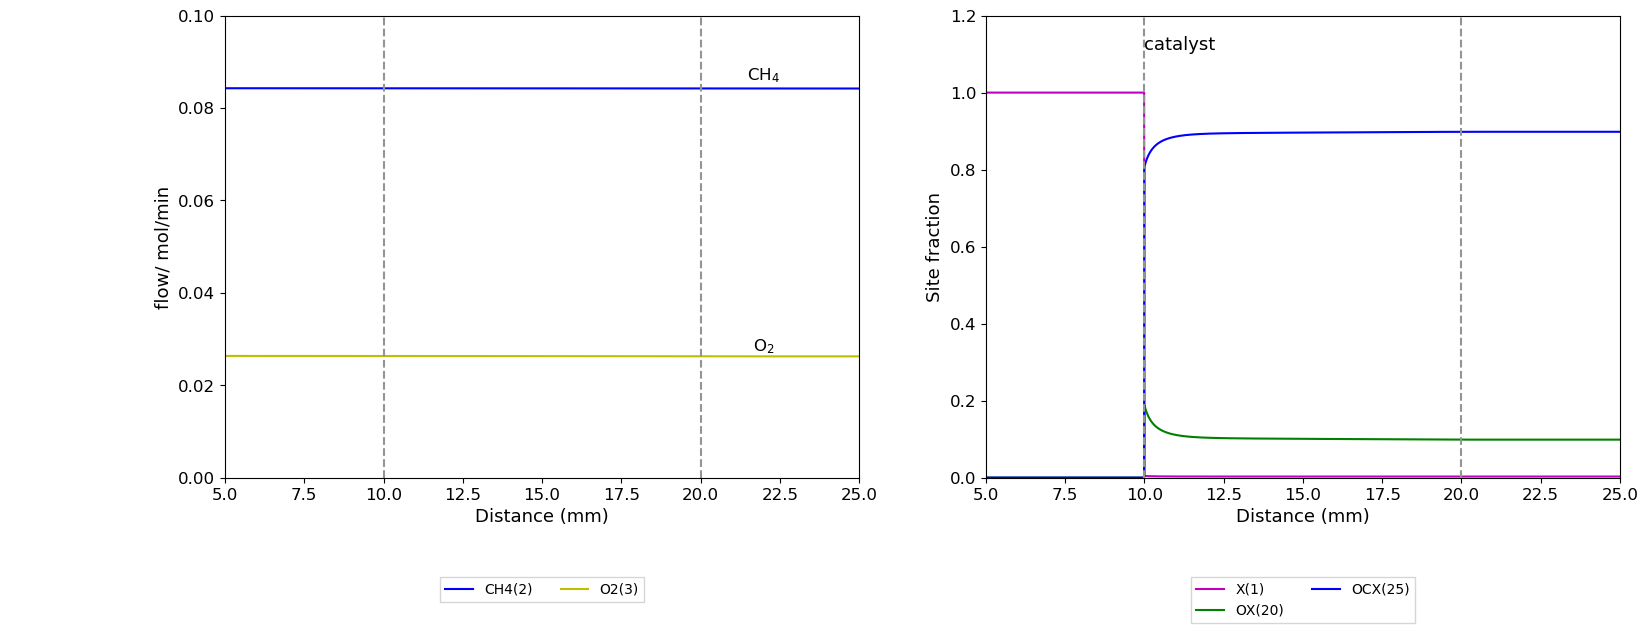 0.10
0.08
0.06
0.04
0.02
0.00
flow/ mol/min
CH4
O2
5.0 7.5 10.0 12.5 15.0 17.5 20.0 22.5 25.0
Distance (mm)
CH4(2) O2(3)
1.2
1.0
0.8
0.6
0.4
0.2
0.0
Site fraction
catalyst
5.0 7.5 10.0 12.5 15.0 17.5 20.0 22.5 25.0
Distance (mm)
X(1) OCX(25)
OX(20)